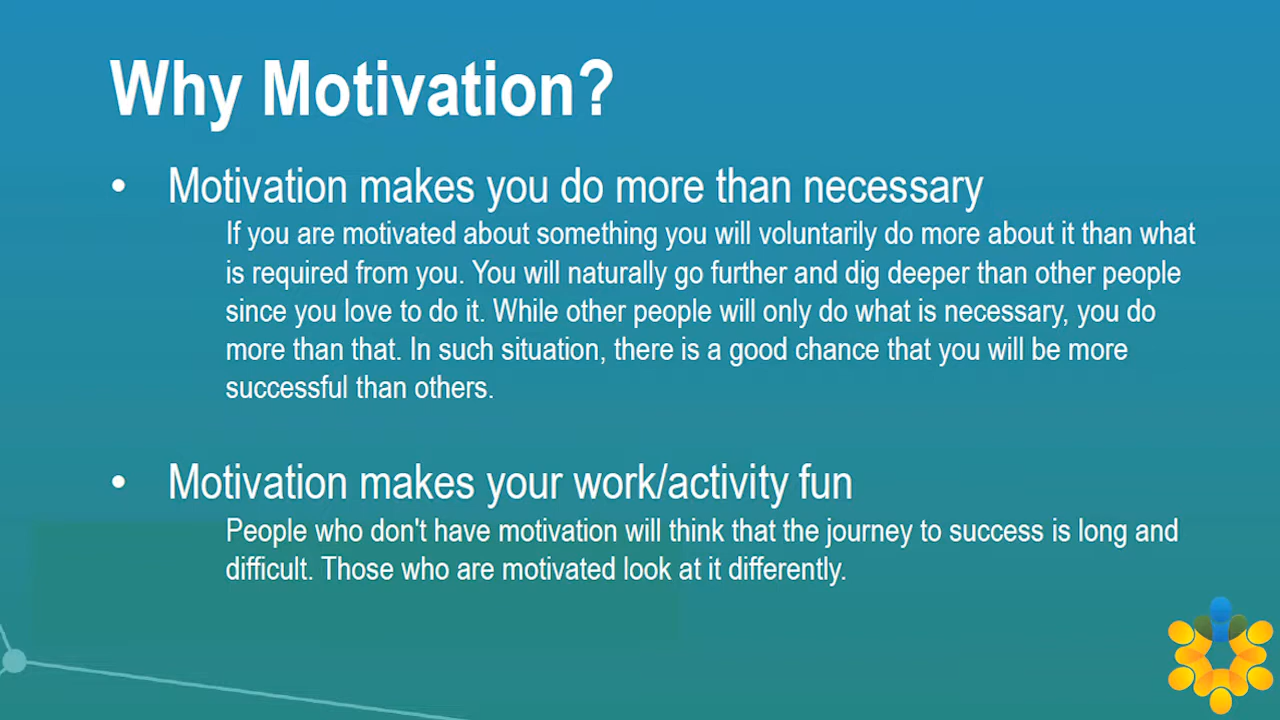 Why Motivation?
• Motivation makes you do more than necessary
If you are motivated about something you will voluntarily do more about it than what
is required from you. You will naturally go further and dig deeper than other people
since you love to do it. While other people will only do what is necessary, you do
more than that. In such situation, there is a good chance that you will be more
successful than others.
• Motivation makes your work/activity fun
People who don't have motivation will think that the journey to success is long and
difficult. Those who are motivated look at it differently.